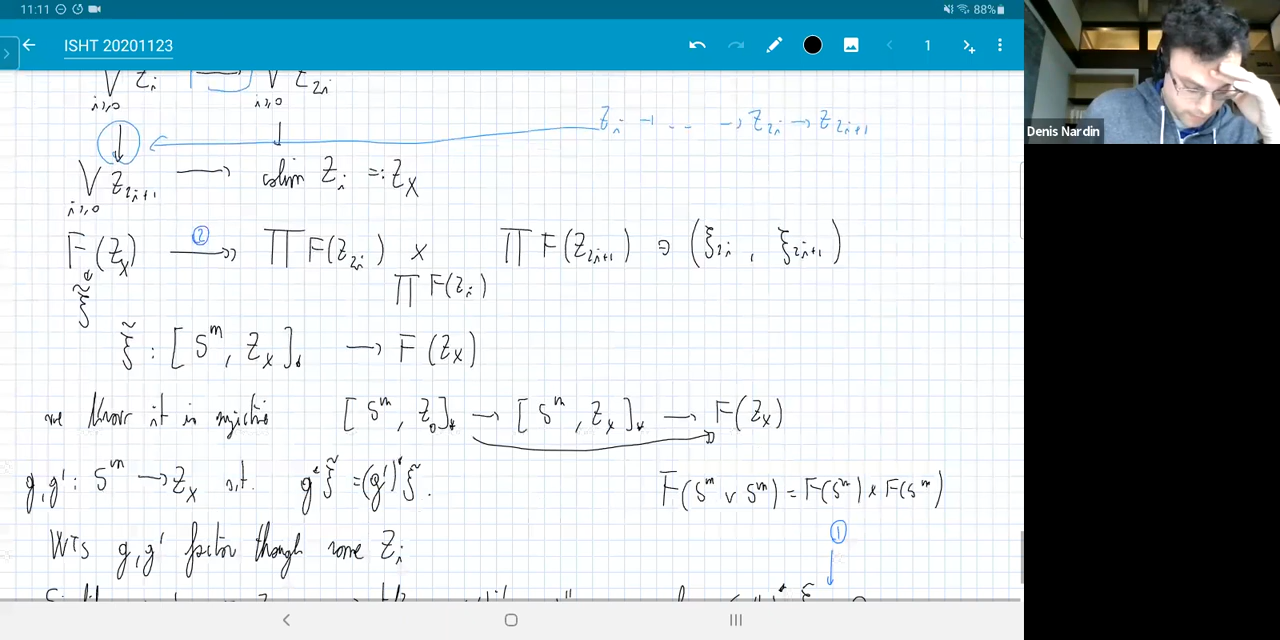 11:11 88%
ISHT 20201123
1
Denis Nardin
⋁ Z_i → ⋁ Z_{2i}
i≥0 i≥0
Z_i → ... → Z_{2i} → Z_{2i+1}
⋁ Z_{2i+1} → colim Z_i =: Z_X
i≥0
F(Z_X) →② ∏ F(Z_{2i}) × ∏ F(Z_{2i+1}) ∋ (ξ_{2i}, ξ_{2i+1})
∏ F(Z_i)
ξ̃
ξ̃ : [S^m, Z_X]_* → F(Z_X)
we know it is [S^m, Z_0]_* → [S^m, Z_X]_* → F(Z_X)
g, g' : S^m → Z_X s.t. g^*ξ̃ = (g')^*ξ̃.
F(S^m ∨ S^m) = F(S^m) × F(S^m)
WTS g, g' factor though some Z_i
①